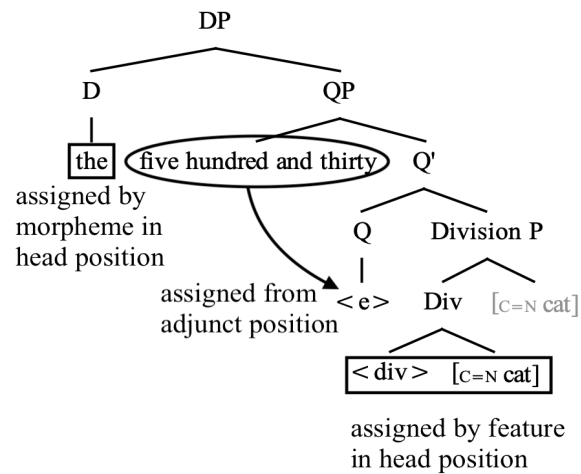 DP
D QP
the five hundred and thirty Q'
assigned by
morpheme in
head position
Q Division P
assigned from
adjunct position
<e> Div [C=N cat]
<div> [C=N cat]
assigned by feature
in head position